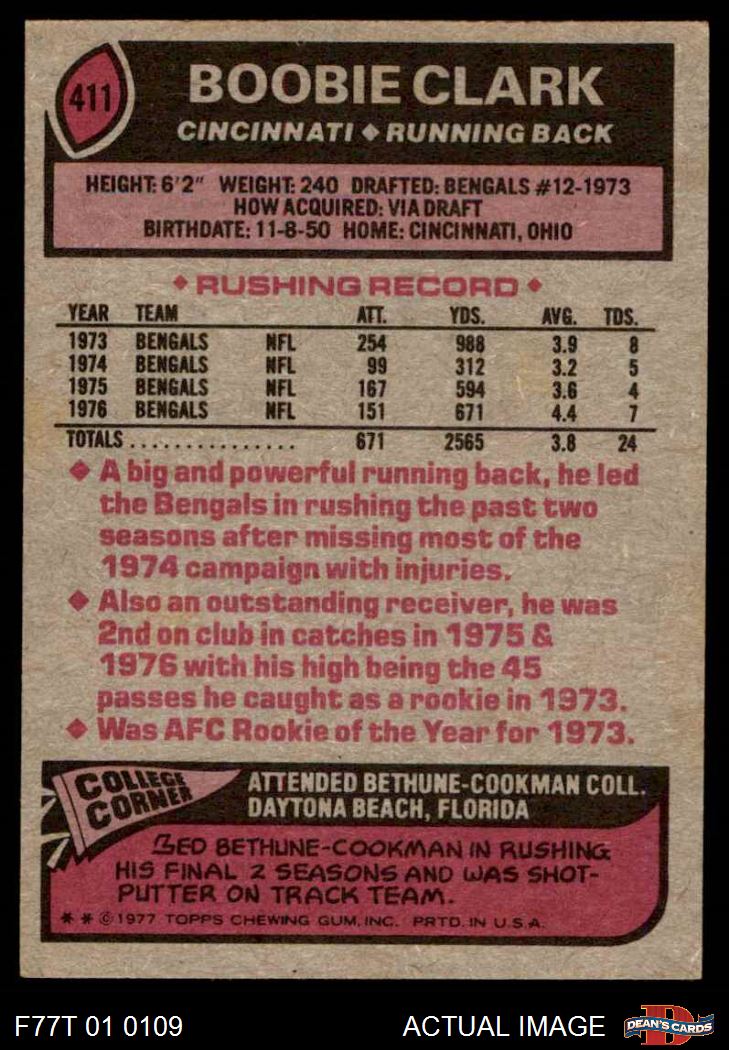 411
BOOBIE CLARK
CINCINNATI ◆ RUNNING BACK
HEIGHT: 6'2" WEIGHT: 240 DRAFTED: BENGALS #12-1973
HOW ACQUIRED: VIA DRAFT
BIRTHDATE: 11-8-50 HOME: CINCINNATI, OHIO
◆ RUSHING RECORD ◆
YEAR TEAM ATT. YDS. AVG. TDS.
1973 BENGALS NFL 254 988 3.9 8
1974 BENGALS NFL 99 312 3.2 5
1975 BENGALS NFL 167 594 3.6 4
1976 BENGALS NFL 151 671 4.4 7
TOTALS ............... 671 2565 3.8 24
◆ A big and powerful running back, he led
the Bengals in rushing the past two
seasons after missing most of the
1974 campaign with injuries.
◆ Also an outstanding receiver, he was
2nd on club in catches in 1975 &
1976 with his high being the 45
passes he caught as a rookie in 1973.
◆ Was AFC Rookie of the Year for 1973.
COLLEGE
CORNER
ATTENDED BETHUNE-COOKMAN COLL.
DAYTONA BEACH, FLORIDA
LED BETHUNE-COOKMAN IN RUSHING
HIS FINAL 2 SEASONS AND WAS SHOT-
PUTTER ON TRACK TEAM.
* * © 1977 TOPPS CHEWING GUM, INC. PRTD. IN U.S.A.
F77T 01 0109
ACTUAL IMAGE
D
DEAN'S CARDS